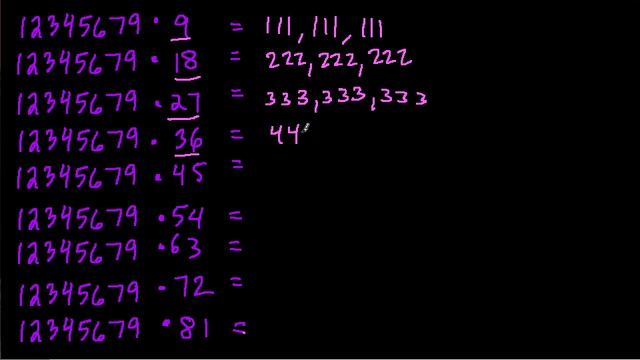 12345679 · 9 = 111,111,111
12345679 · 18 = 222,222,222
12345679 · 27 = 333,333,333
12345679 · 36 = 44
12345679 · 45 =
12345679 · 54 =
12345679 · 63 =
12345679 · 72 =
12345679 · 81 =